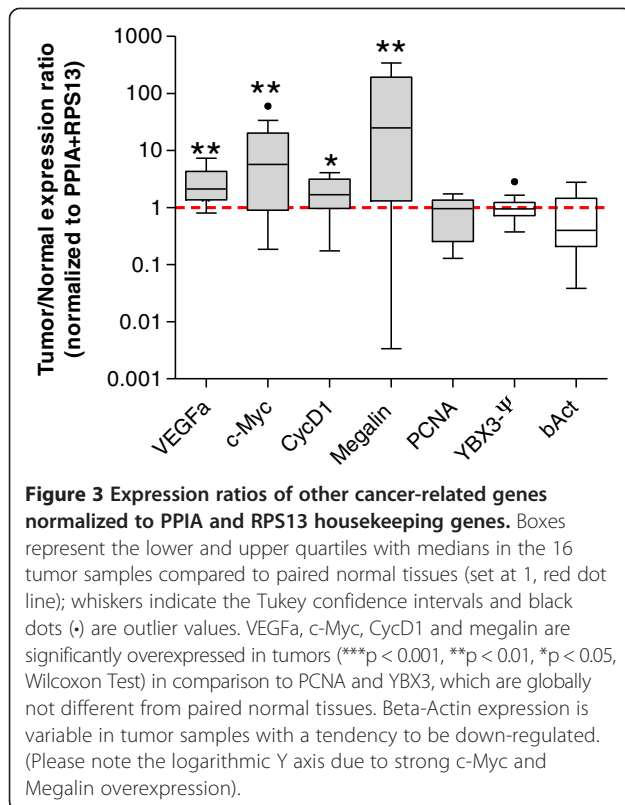 Tumor/Normal expression ratio
(normalized to PPIA+RPS13)
1000
100
10
1
0.1
0.01
0.001
**
**
*
**
VEGFa
c-Myc
CycD1
Megalin
PCNA
YBX3-Ψ
bAct
Figure 3 Expression ratios of other cancer-related genes
normalized to PPIA and RPS13 housekeeping genes. Boxes
represent the lower and upper quartiles with medians in the 16
tumor samples compared to paired normal tissues (set at 1, red dot
line); whiskers indicate the Tukey confidence intervals and black
dots (•) are outlier values. VEGFa, c-Myc, CycD1 and megalin are
significantly overexpressed in tumors (***p < 0.001, **p < 0.01, *p < 0.05,
Wilcoxon Test) in comparison to PCNA and YBX3, which are globally
not different from paired normal tissues. Beta-Actin expression is
variable in tumor samples with a tendency to be down-regulated.
(Please note the logarithmic Y axis due to strong c-Myc and
Megalin overexpression).